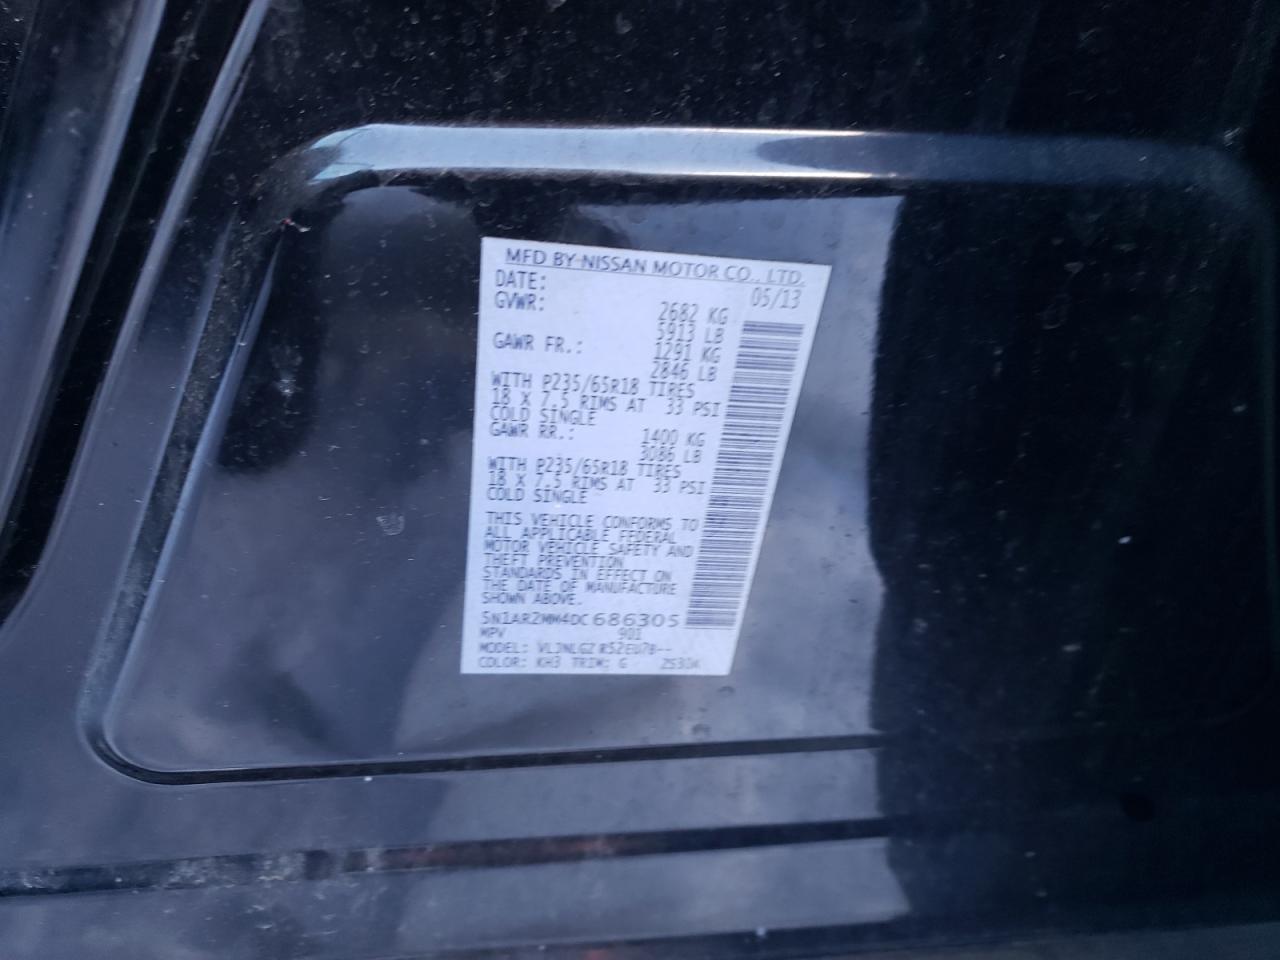 MFD BY NISSAN MOTOR CO., LTD.
DATE: 05/13
GVWR: 2682 KG
5913 LB
GAWR FR.: 1291 KG
2846 LB
WITH P235/65R18 TIRES
18 X 7.5 RIMS AT 33 PSI
COLD SINGLE
GAWR RR.: 1400 KG
3086 LB
WITH P235/65R18 TIRES
18 X 7.5 RIMS AT 33 PSI
COLD SINGLE
THIS VEHICLE CONFORMS TO
ALL APPLICABLE FEDERAL
MOTOR VEHICLE SAFETY AND
THEFT PREVENTION
STANDARDS IN EFFECT ON
THE DATE OF MANUFACTURE
SHOWN ABOVE.
5N1AR2MM4DC686305
MPV 901
MODEL:
COLOR: KH3 TRIM: G